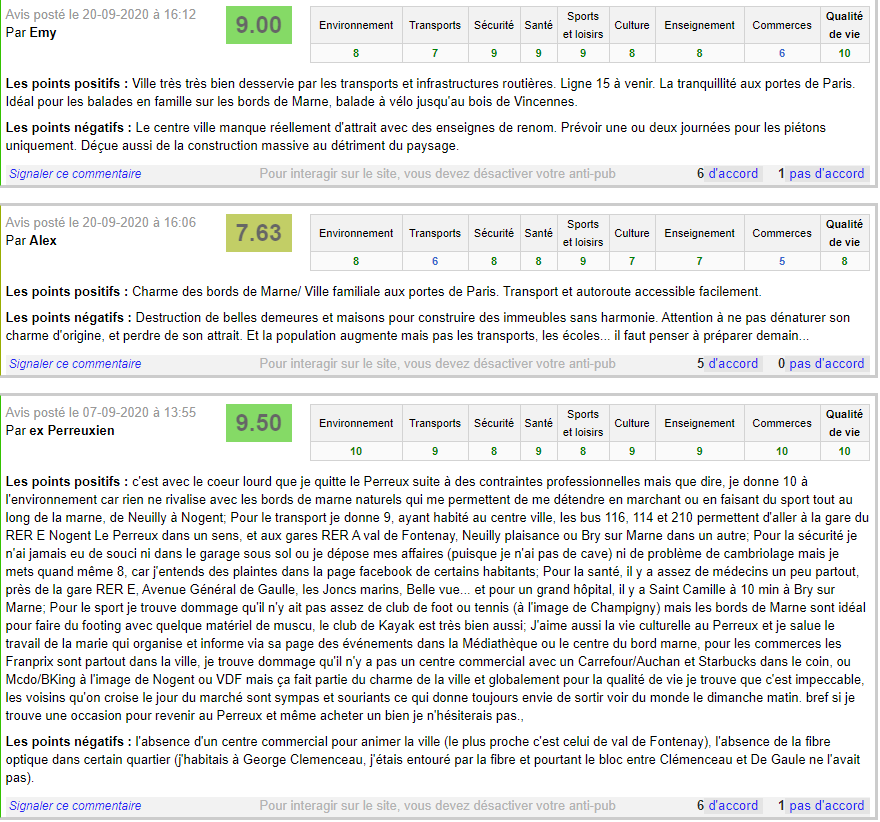 Avis posté le 20-09-2020 à 16:12
Par Emy
9.00
Environnement Transports Sécurité Santé Sports et loisirs Culture Enseignement Commerces Qualité de vie
8 7 9 9 9 8 8 6 10
Les points positifs : Ville très très bien desservie par les transports et infrastructures routières. Ligne 15 à venir. La tranquillité aux portes de Paris.
Idéal pour les balades en famille sur les bords de Marne, balade à vélo jusqu'au bois de Vincennes.
Les points négatifs : Le centre ville manque réellement d'attrait avec des enseignes de renom. Prévoir une ou deux journées pour les piétons
uniquement. Déçue aussi de la construction massive au détriment du paysage.
Signaler ce commentaire Pour interagir sur le site, vous devez désactiver votre anti-pub 6 d'accord 1 pas d'accord
Avis posté le 20-09-2020 à 16:06
Par Alex
7.63
Environnement Transports Sécurité Santé Sports et loisirs Culture Enseignement Commerces Qualité de vie
8 6 8 8 9 7 7 5 8
Les points positifs : Charme des bords de Marne/ Ville familiale aux portes de Paris. Transport et autoroute accessible facilement.
Les points négatifs : Destruction de belles demeures et maisons pour construire des immeubles sans harmonie. Attention à ne pas dénaturer son
charme d'origine, et perdre de son attrait. Et la population augmente mais pas les transports, les écoles... il faut penser à préparer demain...
Signaler ce commentaire Pour interagir sur le site, vous devez désactiver votre anti-pub 5 d'accord 0 pas d'accord
Avis posté le 07-09-2020 à 13:55
Par ex Perreuxien
9.50
Environnement Transports Sécurité Santé Sports et loisirs Culture Enseignement Commerces Qualité de vie
10 9 8 9 8 9 9 10 10
Les points positifs : c'est avec le coeur lourd que je quitte le Perreux suite à des contraintes professionnelles mais que dire, je donne 10 à
l'environnement car rien ne rivalise avec les bords de marne naturels qui me permettent de me détendre en marchant ou en faisant du sport tout au
long de la marne, de Neuilly à Nogent; Pour le transport je donne 9, ayant habité au centre ville, les bus 116, 114 et 210 permettent d'aller à la gare du
RER E Nogent Le Perreux dans un sens, et aux gares RER A val de Fontenay, Neuilly plaisance ou Bry sur Marne dans un autre; Pour la sécurité je
n'ai jamais eu de souci ni dans le garage sous sol ou je dépose mes affaires (puisque je n'ai pas de cave) ni de problème de cambriolage mais je
mets quand même 8, car j'entends des plaintes dans la page facebook de certains habitants; Pour la santé, il y a assez de médecins un peu partout,
près de la gare RER E, Avenue Général de Gaulle, les Joncs marins, Belle vue... et pour un grand hôpital, il y a Saint Camille à 10 min à Bry sur
Marne; Pour le sport je trouve dommage qu'il n'y ait pas assez de club de foot ou tennis (à l'image de Champigny) mais les bords de Marne sont idéal
pour faire du footing avec quelque matériel de muscu, le club de Kayak est très bien aussi; J'aime aussi la vie culturelle au Perreux et je salue le
travail de la marie qui organise et informe via sa page des événements dans la Médiathèque ou le centre du bord marne, pour les commerces les
Franprix sont partout dans la ville, je trouve dommage qu'il n'y a pas un centre commercial avec un Carrefour/Auchan et Starbucks dans le coin, ou
Mcdo/BKing à l'image de Nogent ou VDF mais ça fait partie du charme de la ville et globalement pour la qualité de vie je trouve que c'est impeccable,
les voisins qu'on croise le jour du marché sont sympas et souriants ce qui donne toujours envie de sortir voir du monde le dimanche matin. bref si je
trouve une occasion pour revenir au Perreux et même acheter un bien je n'hésiterais pas.,
Les points négatifs : l'absence d'un centre commercial pour animer la ville (le plus proche c'est celui de val de Fontenay), l'absence de la fibre
optique dans certain quartier (j'habitais à George Clemenceau, j'étais entouré par la fibre et pourtant le bloc entre Clémenceau et De Gaule ne l'avait
pas).
Signaler ce commentaire Pour interagir sur le site, vous devez désactiver votre anti-pub 6 d'accord 1 pas d'accord